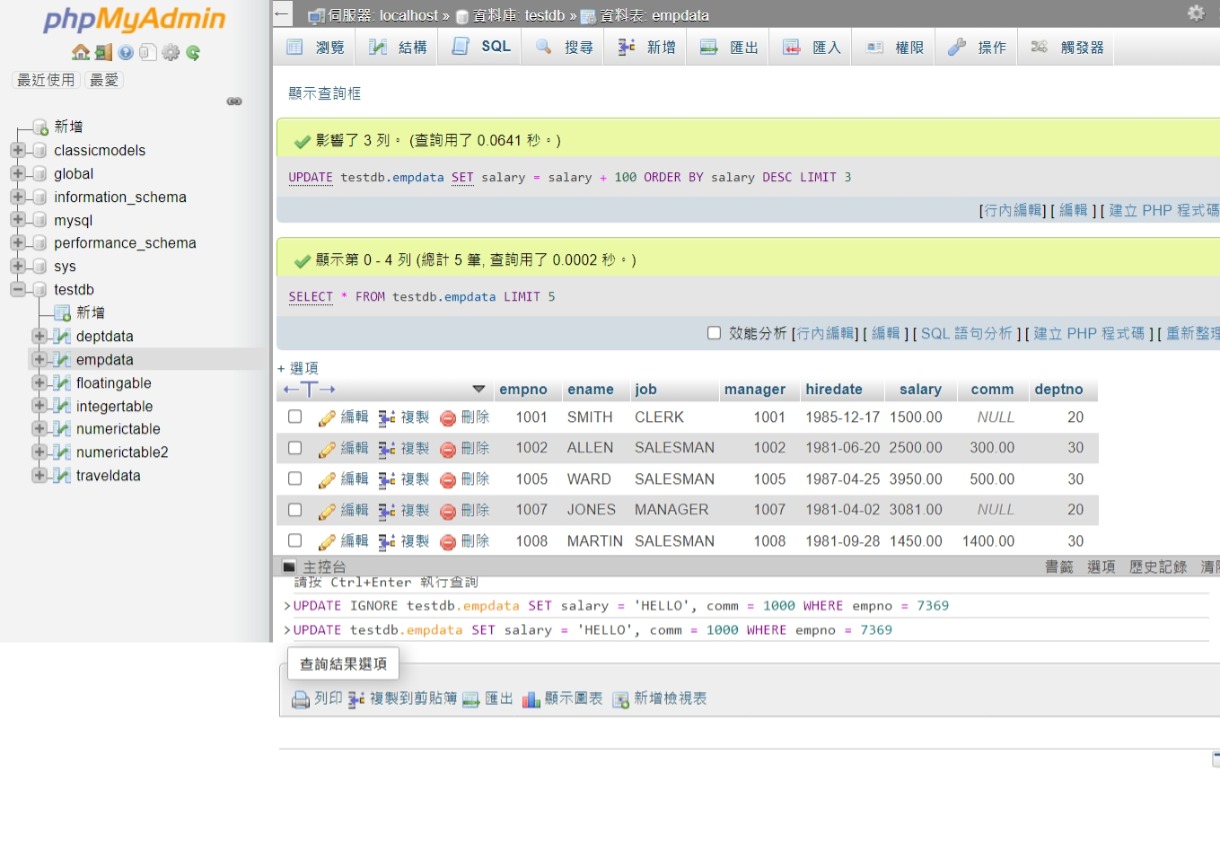 phpMyAdmin
最近使用 最愛
新增
classicmodels
global
information_schema
mysql
performance_schema
sys
testdb
新增
deptdata
empdata
floatingable
integertable
numerictable
numerictable2
traveldata
伺服器: localhost » 資料庫: testdb » 資料表: empdata
瀏覽 結構 SQL 搜尋 新增 匯出 匯入 權限 操作 觸發器
顯示查詢框
影響了 3 列。 (查詢用了 0.0641 秒。)
UPDATE testdb.empdata SET salary = salary + 100 ORDER BY salary DESC LIMIT 3
[行內編輯] [ 編輯 ] [ 建立 PHP 程式碼
顯示第 0 - 4 列 (總計 5 筆, 查詢用了 0.0002 秒。)
SELECT * FROM testdb.empdata LIMIT 5
效能分析 [行內編輯] [ 編輯 ] [ SQL 語句分析 ] [ 建立 PHP 程式碼 ] [ 重新整理
+ 選項
←T→ empno ename job manager hiredate salary comm deptno
編輯 複製 刪除 1001 SMITH CLERK 1001 1985-12-17 1500.00 NULL 20
編輯 複製 刪除 1002 ALLEN SALESMAN 1002 1981-06-20 2500.00 300.00 30
編輯 複製 刪除 1005 WARD SALESMAN 1005 1987-04-25 3950.00 500.00 30
編輯 複製 刪除 1007 JONES MANAGER 1007 1981-04-02 3081.00 NULL 20
編輯 複製 刪除 1008 MARTIN SALESMAN 1008 1981-09-28 1450.00 1400.00 30
主控台 書籤 選項 歷史記錄 清除
請按 Ctrl+Enter 執行查詢
>UPDATE IGNORE testdb.empdata SET salary = 'HELLO', comm = 1000 WHERE empno = 7369
>UPDATE testdb.empdata SET salary = 'HELLO', comm = 1000 WHERE empno = 7369
查詢結果選項
列印 複製到剪貼簿 匯出 顯示圖表 新增檢視表